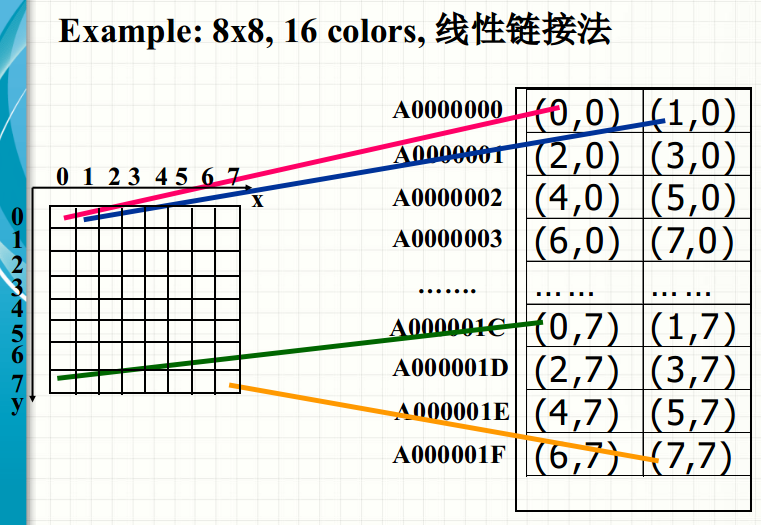 Example: 8x8, 16 colors, 线性链接法
A0000000 (0,0) (1,0)
A0000001 (2,0) (3,0)
A0000002 (4,0) (5,0)
A0000003 (6,0) (7,0)
……. …… ……
A000001C (0,7) (1,7)
A000001D (2,7) (3,7)
A000001E (4,7) (5,7)
A000001F (6,7) (7,7)
0 1 2 3 4 5 6 7
x
0
1
2
3
4
5
6
7
y